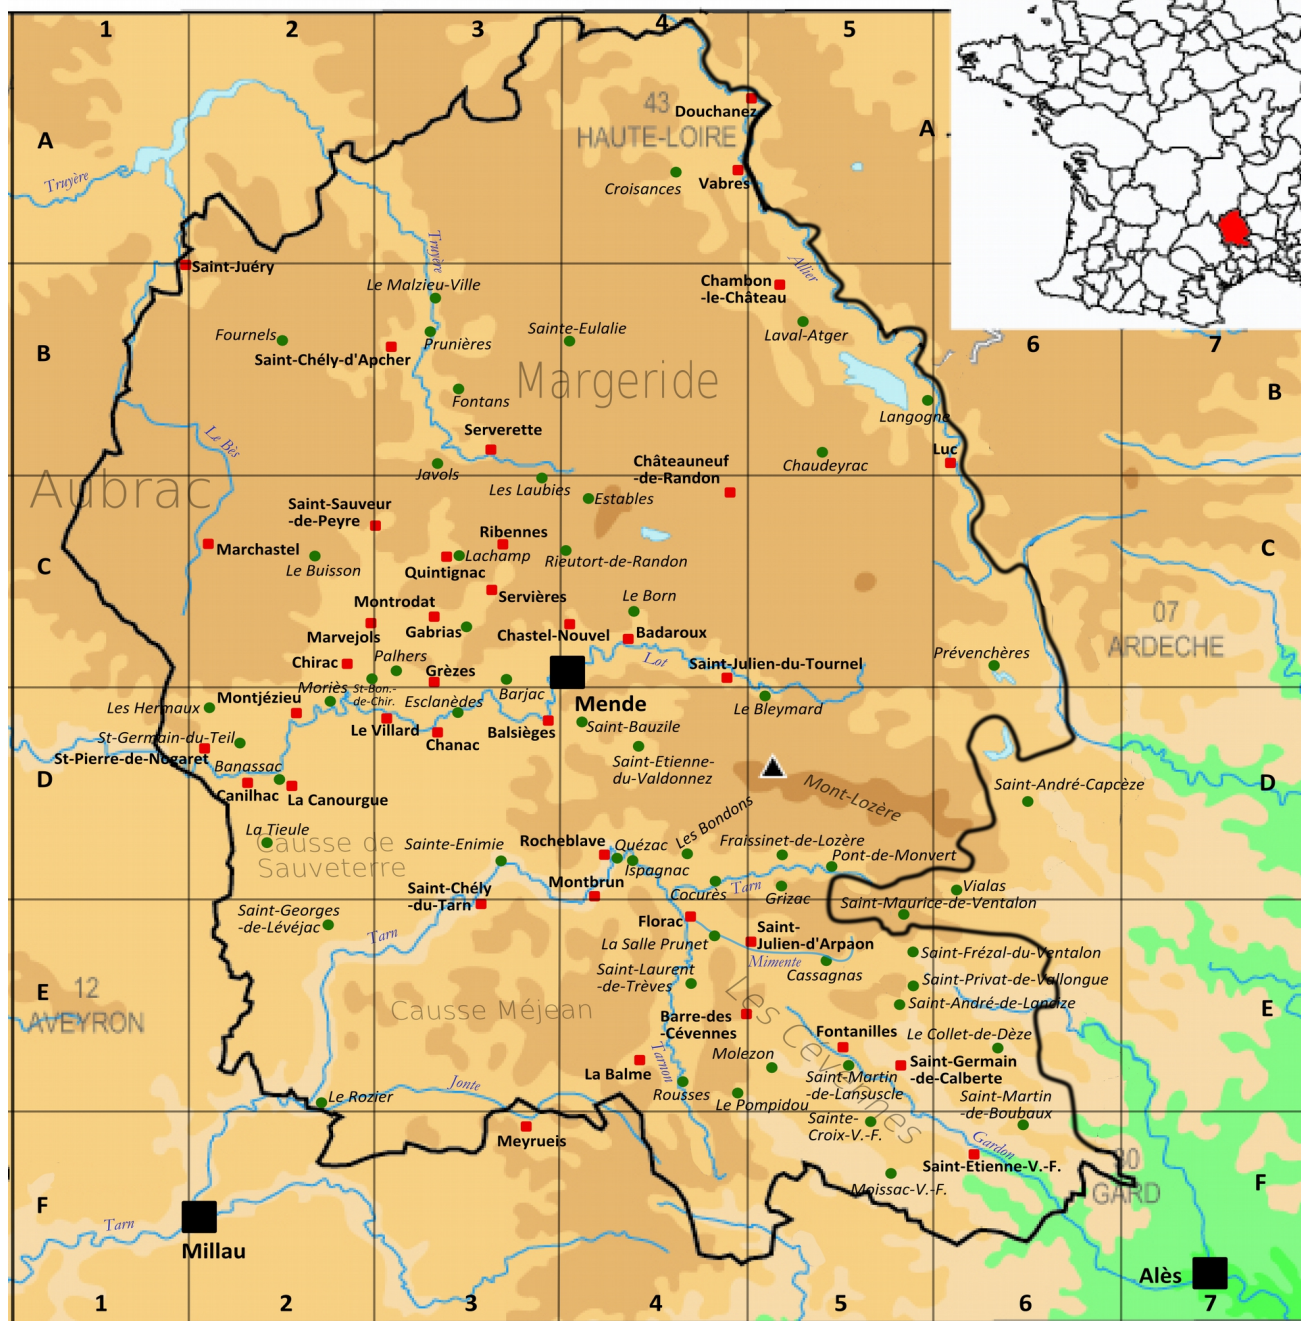 1
2
3
4
5
43
HAUTE-LOIRE
Douchanez
A
A
Truyère
Croisances
Vabres
Truyère
Saint-Juéry
Allier
Le Malzieu-Ville
Chambon
-le-Château
Fournels
Prunières
Sainte-Eulalie
Laval-Atger
6
7
B
Saint-Chély-d'Apcher
Margeride
B
Fontans
Langogne
Le Bès
Serverette
Luc
Javols
Châteauneuf
-de-Randon
Chaudeyrac
Aubrac
Les Laubies
Estables
Saint-Sauveur
-de-Peyre
Ribennes
Marchastel
Lachamp
Rieutort-de-Randon
C
C
Le Buisson
Quintignac
Servières
Le Born
Montrodat
07
ARDECHE
Marvejols
Gabrias
Chastel-Nouvel
Badaroux
Chirac
Palhers
Grèzes
Lot
Saint-Julien-du-Tournel
Prévenchères
Moriès
St-Bon.-
de-Chir.
Barjac
Les Hermaux
Montjézieu
Esclanèdes
Mende
Le Bleymard
St-Germain-du-Teil
Le Villard
Chanac
Balsièges
Saint-Bauzile
St-Pierre-de-Nogaret
Banassac
Saint-Etienne-
du-Valdonnez
D
D
Canilhac
La Canourgue
Mont-Lozère
Saint-André-Capcèze
La Tieule
Causse de
Sauveterre
Sainte-Enimie
Rocheblave
Quézac
Les Bondons
Fraissinet-de-Lozère
Ispagnac
Pont-de-Monvert
Saint-Chély
-du-Tarn
Montbrun
Cocurès
Tarn
Grizac
Vialas
Saint-Maurice-de-Ventalon
Saint-Georges
-de-Lévéjac
Tarn
Florac
La Salle Prunet
Saint-
Julien-d'Arpaon
Mimente
Cassagnas
Saint-Frézal-du-Ventalon
Saint-Laurent
-de-Trèves
Saint-Privat-de-Vallongue
12
AVEYRON
E
Causse Méjean
Les Cévennes
Saint-André-de-Lancize
E
Barre-des
-Cévennes
Fontanilles
Le Collet-de-Dèze
La Balme
Tarnon
Molezon
Saint-Germain
-de-Calberte
Jonte
Rousses
Saint-Martin
-de-Lansuscle
Saint-Martin
-de-Boubaux
Le Rozier
Le Pompidou
Meyrueis
Sainte-
Croix-V.-F.
Gardon
Saint-Etienne-V.-F.
30
GARD
Moissac-V.-F.
F
F
Tarn
Millau
Alès
1
2
3
4
5
6
7